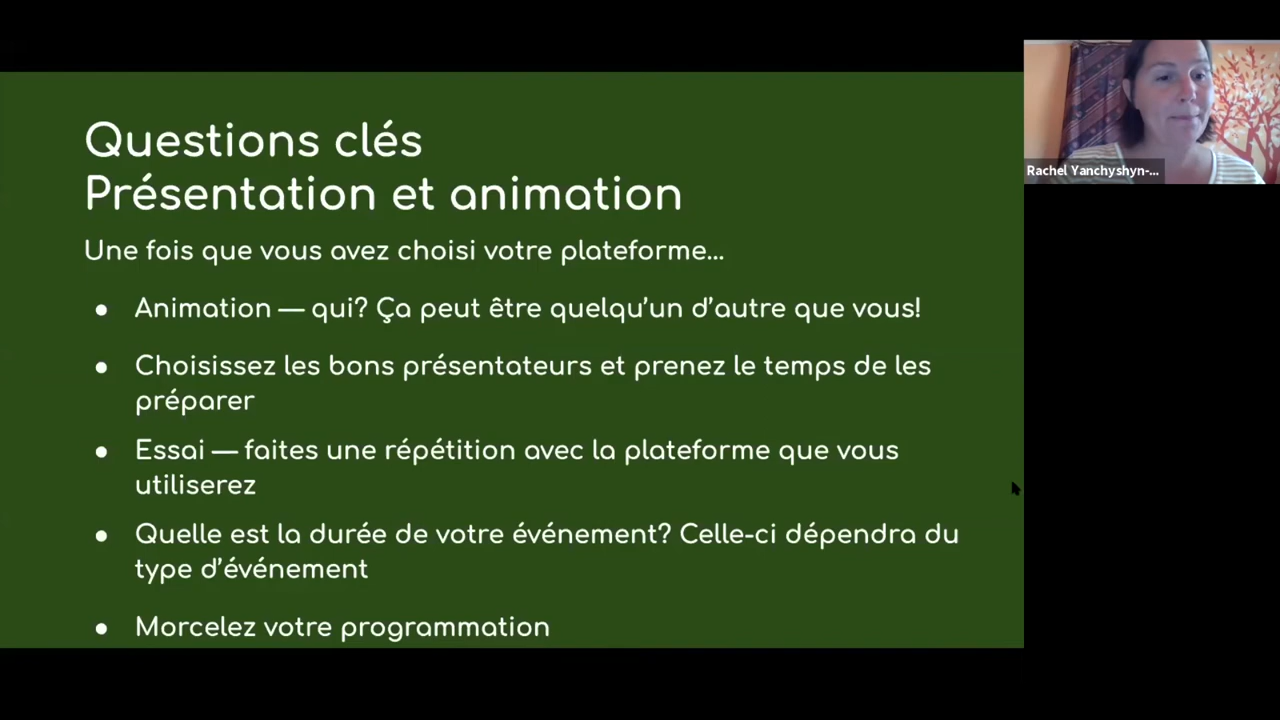 Questions clés
Présentation et animation
Une fois que vous avez choisi votre plateforme...
● Animation — qui? Ça peut être quelqu’un d’autre que vous!
● Choisissez les bons présentateurs et prenez le temps de les
préparer
● Essai — faites une répétition avec la plateforme que vous
utiliserez
● Quelle est la durée de votre événement? Celle-ci dépendra du
type d’événement
● Morcelez votre programmation
Rachel Yanchyshyn-...